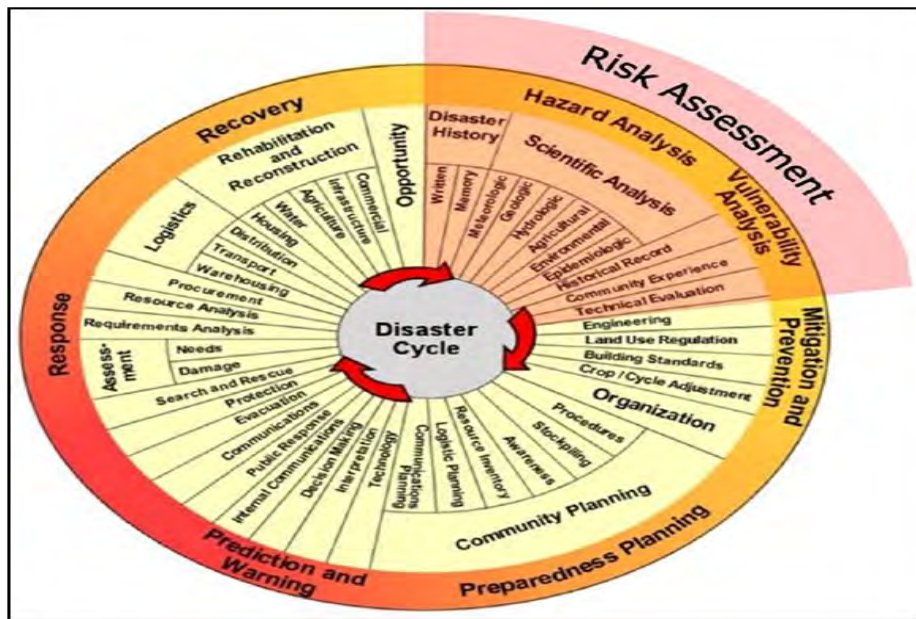 Risk Assessment
Hazard Analysis
Disaster
History
Written
Memory
Scientific Analysis
Meteorologic
Geologic
Hydrologic
Agricultural
Environmental
Epidemiologic
Vulnerability
Analysis
Historical Record
Community Experience
Technical Evaluation
Mitigation and
Prevention
Engineering
Land Use Regulation
Building Standards
Crop / Cycle Adjustment
Preparedness Planning
Organization
Community Planning
Procedures
Stockpiling
Awareness
Resource Inventory
Logistic Planning
Communications
Planning
Prediction and
Warning
Technology
Interpretation
Decision Making
Internal Communications
Public Response
Communications
Response
Evacuation
Protection
Search and Rescue
Assess-
ment
Damage
Needs
Requirements Analysis
Resource Analysis
Procurement
Logistics
Warehousing
Transport
Distribution
Recovery
Rehabilitation
and
Reconstruction
Housing
Water
Agriculture
Infrastructure
Commercial
Opportunity
Disaster
Cycle